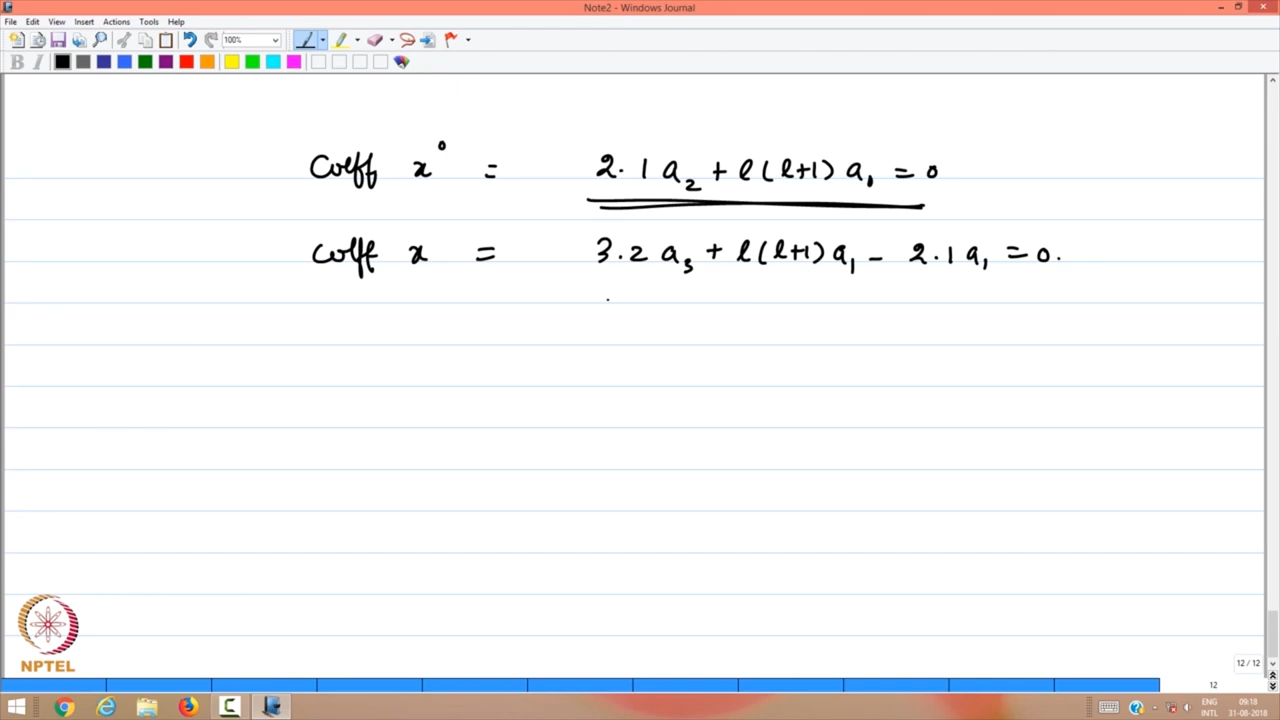 Note2 - Windows Journal
File Edit View Insert Actions Tools Help
100%
B I
Coeff x⁰ = 2·1 a₂ + l(l+1) a₀ = 0
Coeff x = 3·2 a₃ + l(l+1) a₁ - 2·1 a₁ = 0.
NPTEL
12 / 12
12
ENG 09:18
INTL 31-08-2018